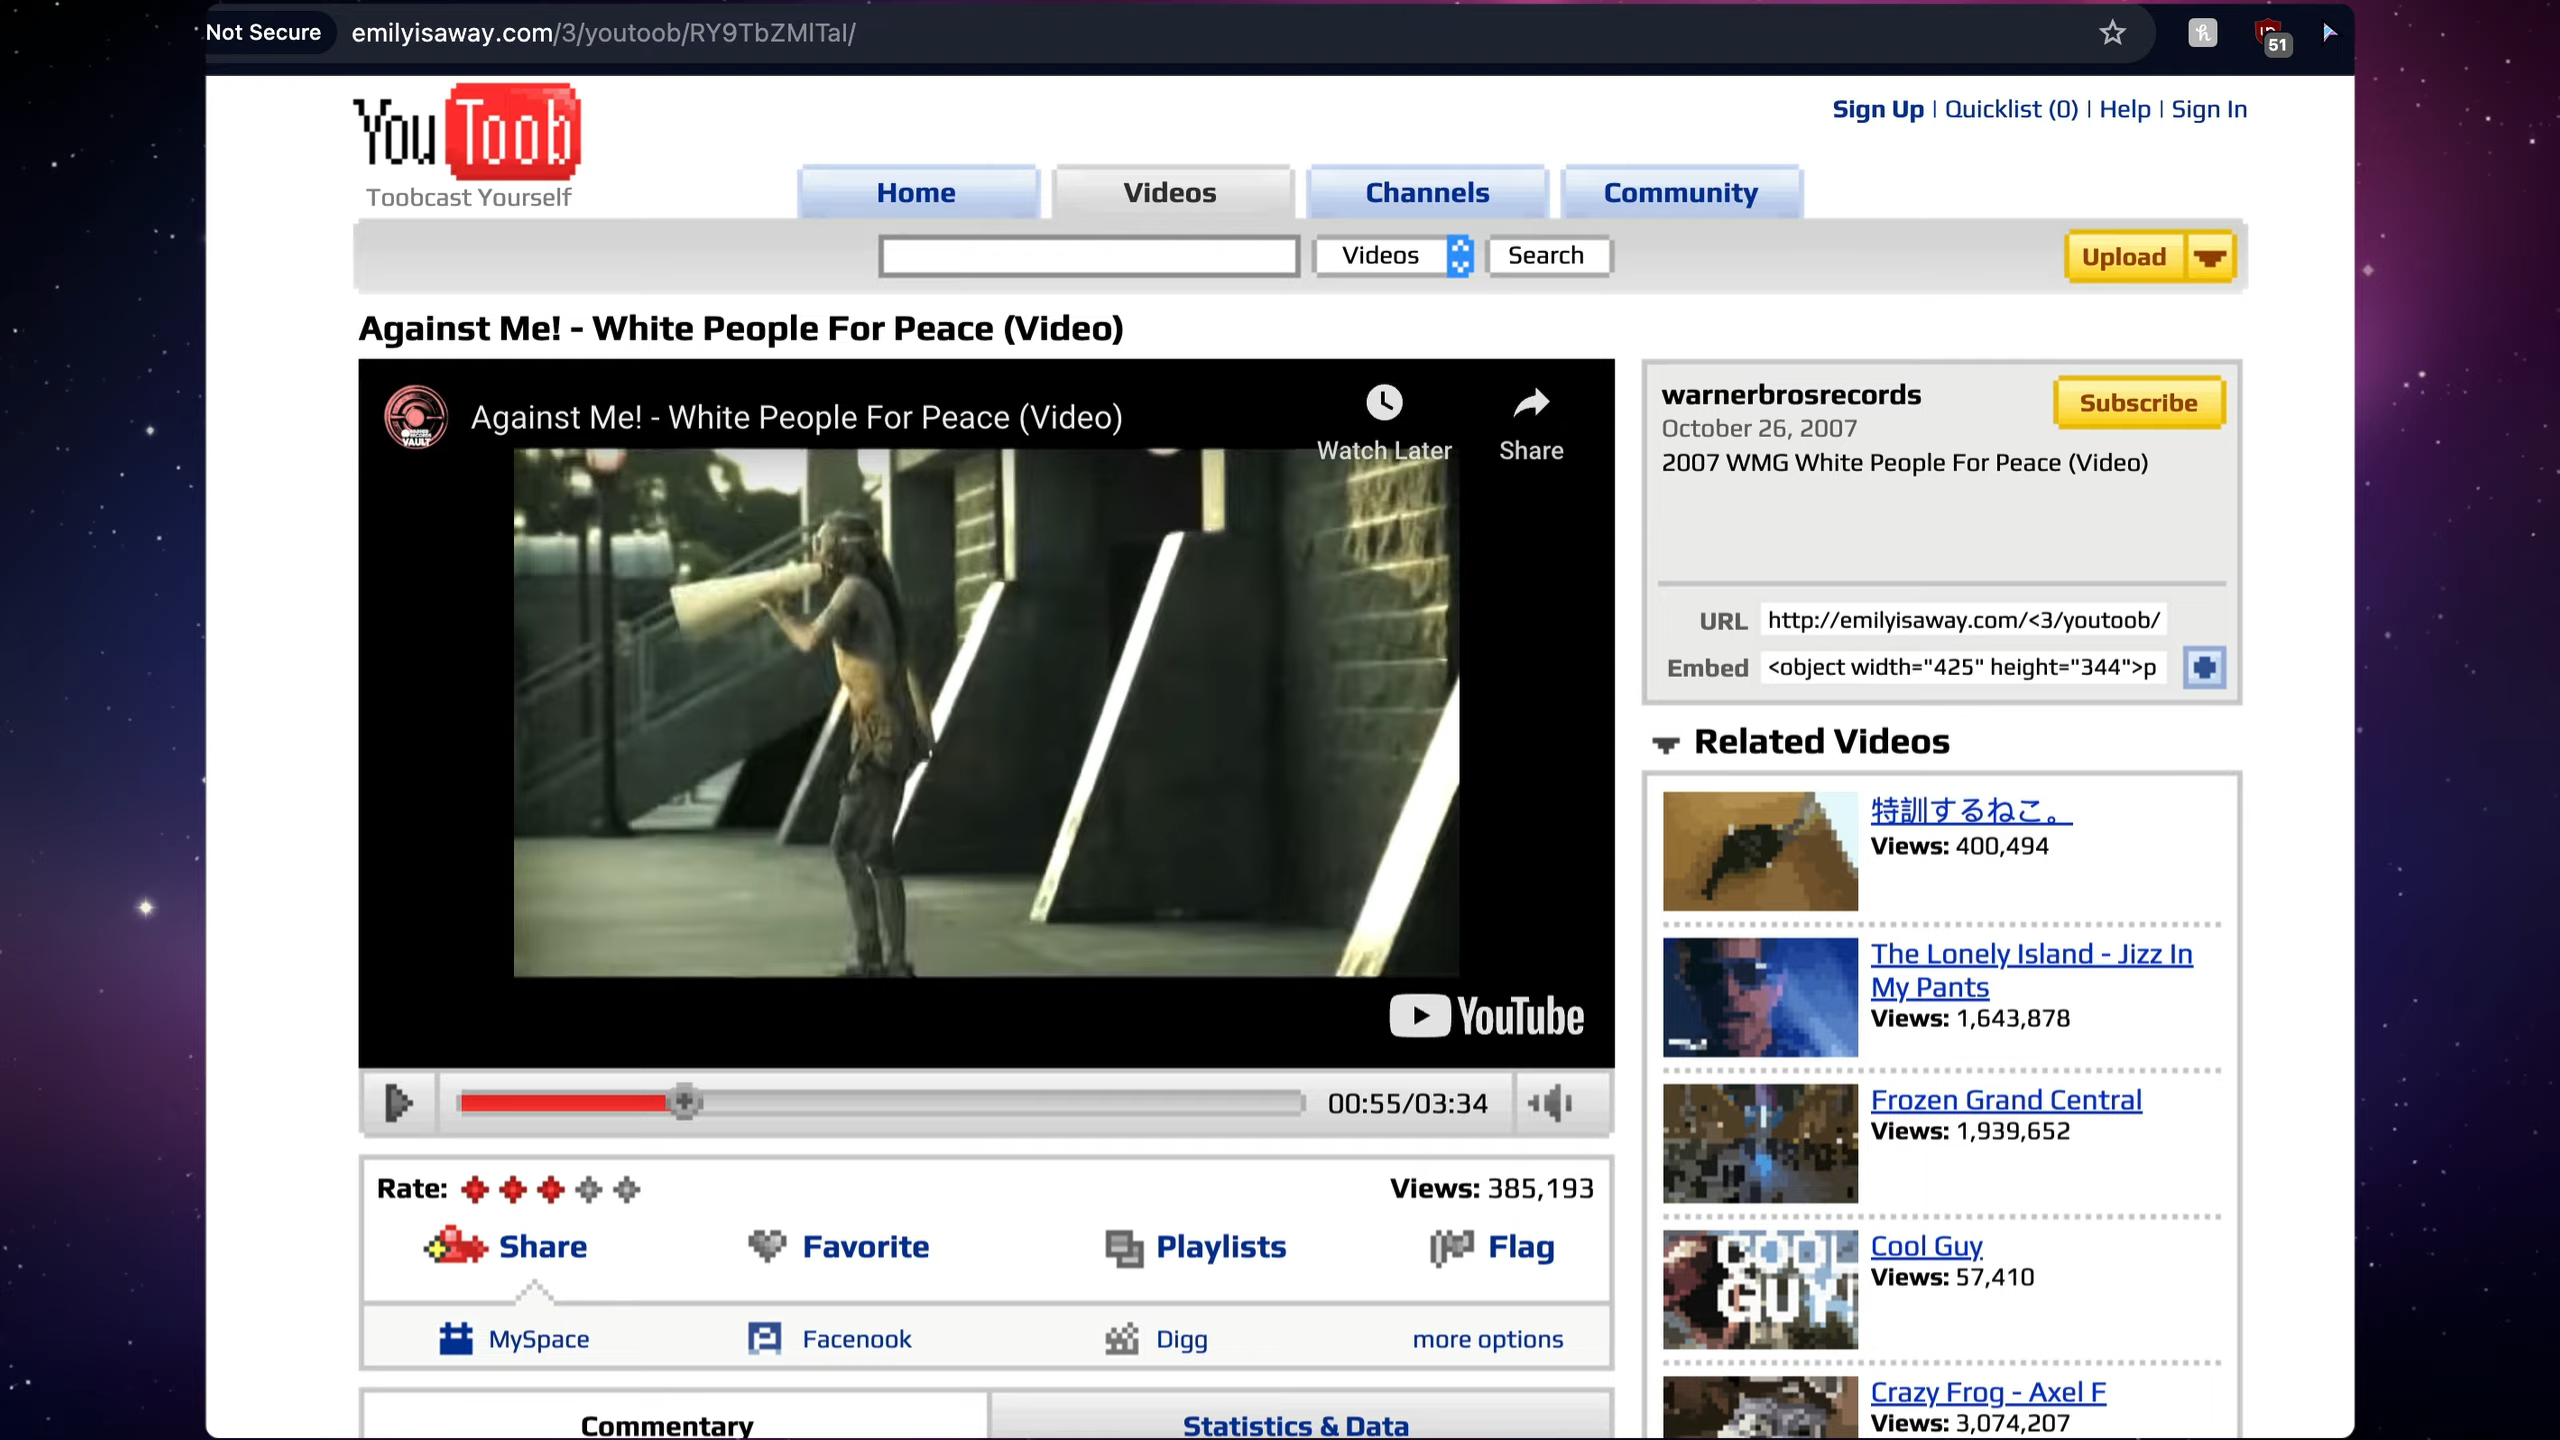 Not Secure
emilyisaway.com/3/youtoob/RY9TbZMlTaI/
51
You Toob
Toobcast Yourself
Sign Up | Quicklist (0) | Help | Sign In
Home
Videos
Channels
Community
Videos
Search
Upload
Against Me! - White People For Peace (Video)
Against Me! - White People For Peace (Video)
Watch Later
Share
YouTube
00:55/03:34
Rate:
Views: 385,193
Share
Favorite
Playlists
Flag
MySpace
Facenook
Digg
more options
Commentary
Statistics & Data
warnerbrosrecords
Subscribe
October 26, 2007
2007 WMG White People For Peace (Video)
URL http://emilyisaway.com/<3/youtoob/
Embed <object width="425" height="344">p
Related Videos
特訓するねこ。
Views: 400,494
The Lonely Island - Jizz In
My Pants
Views: 1,643,878
Frozen Grand Central
Views: 1,939,652
COOL
GUY!
Cool Guy
Views: 57,410
Crazy Frog - Axel F
Views: 3,074,207